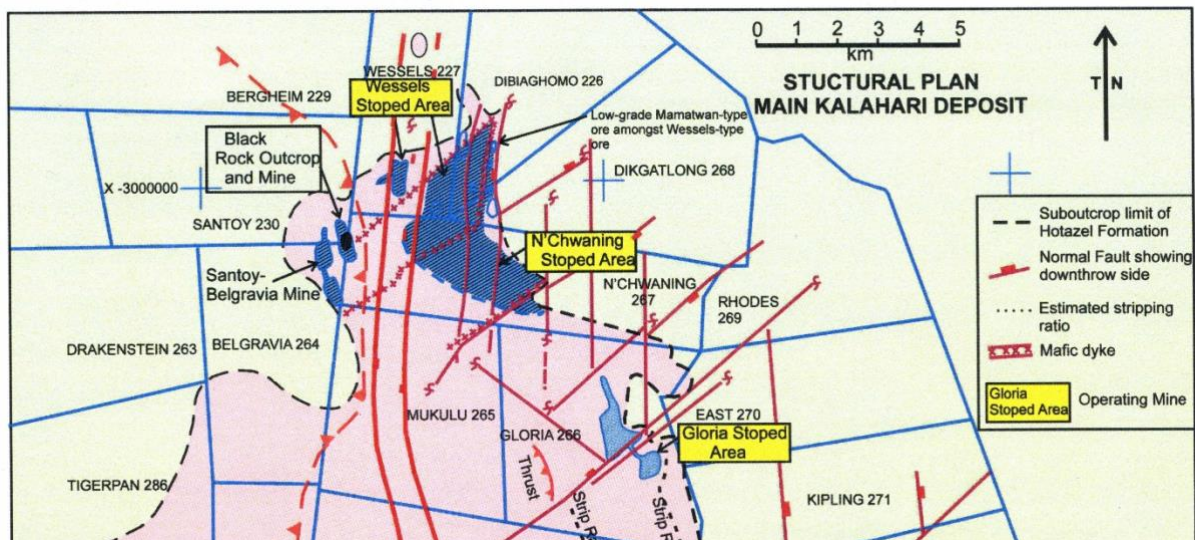 0 1 2 3 4 5
km
STUCTURAL PLAN
MAIN KALAHARI DEPOSIT
T N
WESSELS 227
Wessels
Stoped Area
DIBIAGHOMO 226
BERGHEIM 229
Low-grade Mamatwan-type
ore amongst Wessels-type
ore
Black
Rock Outcrop
and Mine
DIKGATLONG 268
X -3000000
SANTOY 230
N'Chwaning
Stoped Area
Santoy-
Belgravia Mine
N'CHWANING
267
RHODES
269
DRAKENSTEIN 263
BELGRAVIA 264
MUKULU 265
EAST 270
GLORIA 266
Gloria Stoped
Area
Thrust
TIGERPAN 286
Strip R
Strip R
KIPLING 271
Suboutcrop limit of
Hotazel Formation
Normal Fault showing
downthrow side
Estimated stripping
ratio
Mafic dyke
Gloria
Stoped Area
Operating Mine